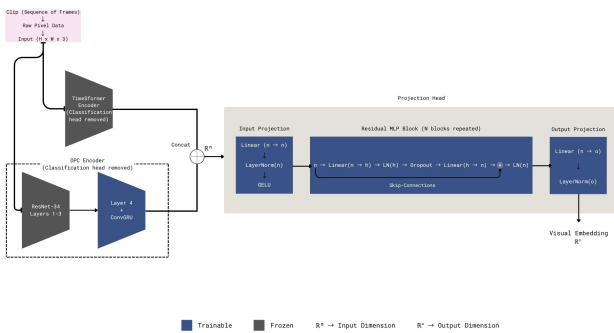 Clip (Sequence of Frames)
↓
Raw Pixel Data
↓
Input (H x W x 3)
TimeSformer
Encoder
(Classification
head removed)
DPC Encoder
(Classification head removed)
ResNet-34
Layers 1-3
Layer 4
+
ConvGRU
Concat
+
ℝⁿ
Projection Head
Input Projection
Linear (n → n)
↓
LayerNorm(n)
↓
GELU
Residual MLP Block (N blocks repeated)
n → Linear(n → h) → LN(h) → Dropout → Linear(h → n) → + → LN(n)
Skip-Connections
Output Projection
Linear (n → o)
↓
LayerNorm(o)
Visual Embedding
ℝᵒ
Trainable
Frozen
ℝⁿ → Input Dimension
ℝᵒ → Output Dimension